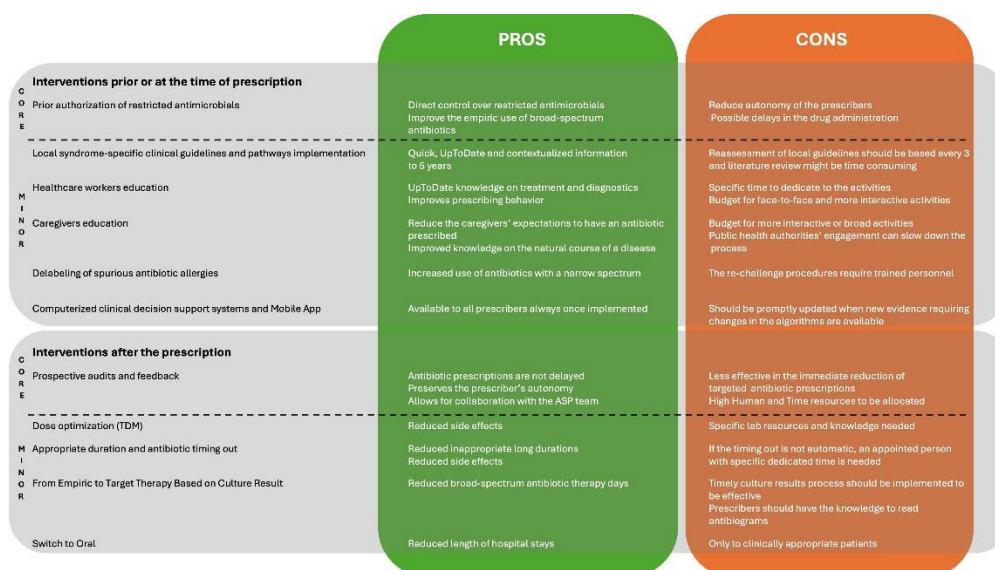 PROS
CONS
CORE
Interventions prior or at the time of prescription
Prior authorization of restricted antimicrobials
Direct control over restricted antimicrobials
Improve the empiric use of broad-spectrum
antibiotics
Reduce autonomy of the prescribers
Possible delays in the drug administration
MINOR
Local syndrome-specific clinical guidelines and pathways implementation
Quick, UpToDate and contextualized information
to 5 years
Reassessment of local guidelines should be based every 3
and literature review might be time consuming
Healthcare workers education
UpToDate knowledge on treatment and diagnostics
Improves prescribing behavior
Specific time to dedicate to the activities
Budget for face-to-face and more interactive activities
Caregivers education
Reduce the caregivers' expectations to have an antibiotic
prescribed
Improved knowledge on the natural course of a disease
Budget for more interactive or broad activities
Public health authorities' engagement can slow down the
process
Delabeling of spurious antibiotic allergies
Increased use of antibiotics with a narrow spectrum
The re-challenge procedures require trained personnel
Computerized clinical decision support systems and Mobile App
Available to all prescribers always once implemented
Should be promptly updated when new evidence requiring
changes in the algorithms are available
CORE
Interventions after the prescription
Prospective audits and feedback
Antibiotic prescriptions are not delayed
Preserves the prescriber's autonomy
Allows for collaboration with the ASP team
Less effective in the immediate reduction of
targeted antibiotic prescriptions
High Human and Time resources to be allocated
MINOR
Dose optimization (TDM)
Reduced side effects
Specific lab resources and knowledge needed
Appropriate duration and antibiotic timing out
Reduced inappropriate long durations
Reduced side effects
If the timing out is not automatic, an appointed person
with specific dedicated time is needed
From Empiric to Target Therapy Based on Culture Result
Reduced broad-spectrum antibiotic therapy days
Timely culture results process should be implemented to
be effective
Prescribers should have the knowledge to read
antibiograms
Switch to Oral
Reduced length of hospital stays
Only to clinically appropriate patients